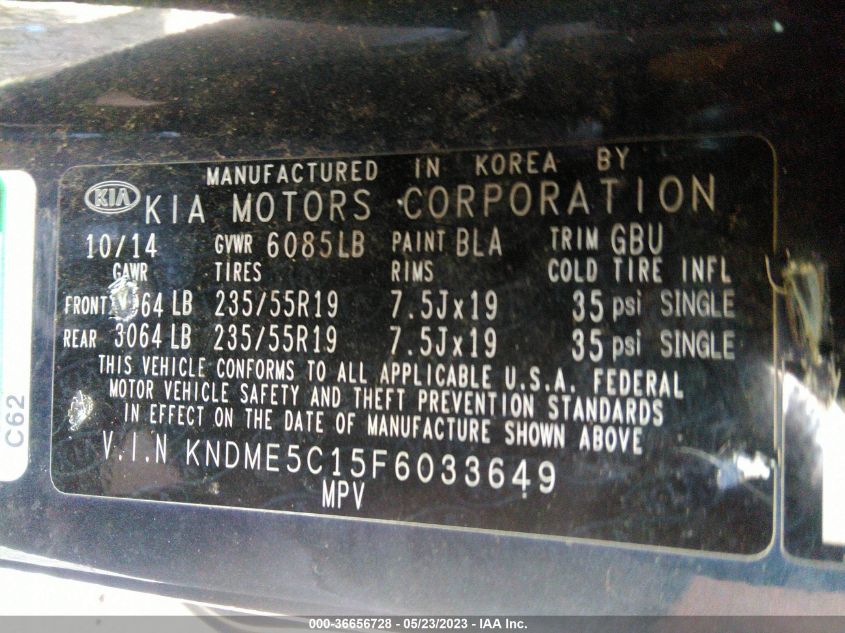 MANUFACTURED IN KOREA BY
KIA KIA MOTORS CORPORATION
10/14 GVWR 6085LB PAINT BLA TRIM GBU
GAWR TIRES RIMS COLD TIRE INFL
FRONT 64 LB 235/55R19 7.5Jx19 35 psi SINGLE
REAR 3064 LB 235/55R19 7.5Jx19 35 psi SINGLE
THIS VEHICLE CONFORMS TO ALL APPLICABLE U.S.A. FEDERAL
MOTOR VEHICLE SAFETY AND THEFT PREVENTION STANDARDS
IN EFFECT ON THE DATE OF MANUFACTURE SHOWN ABOVE
V.I.N KNDME5C15F6033649
MPV
C62
000-36656728 - 05/23/2023 - IAA Inc.